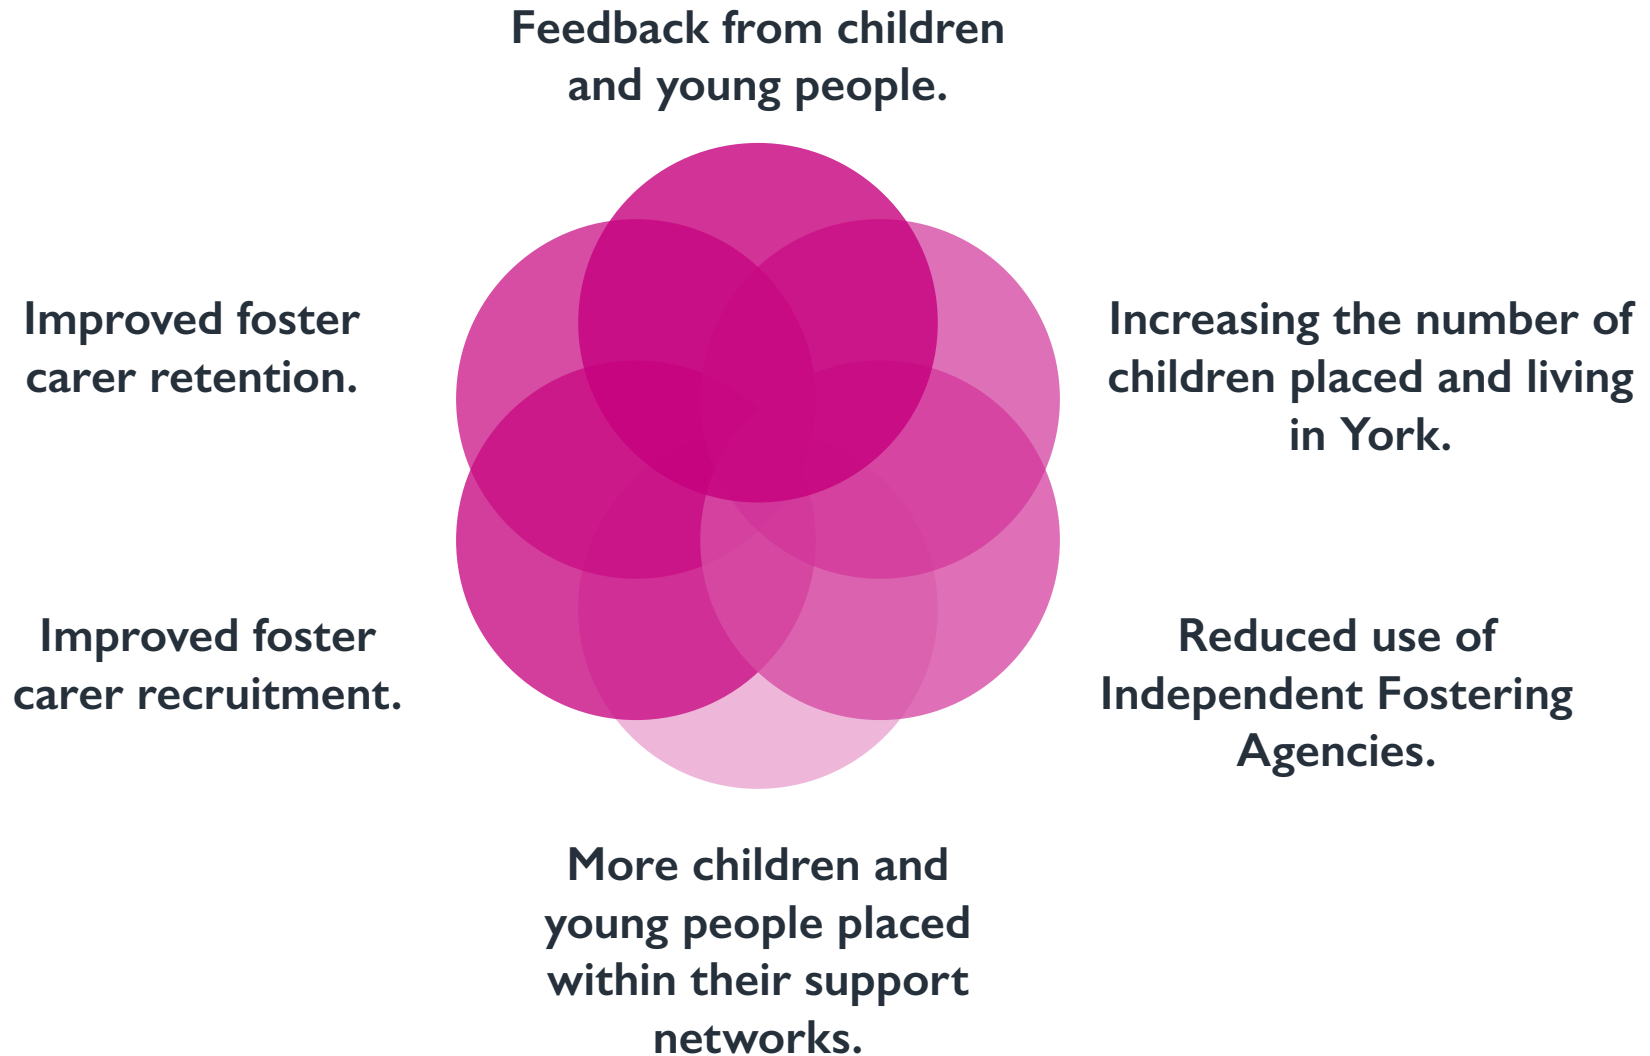 Feedback from children
and young people.
Increasing the number of
children placed and living
in York.
Reduced use of
Independent Fostering
Agencies.
More children and
young people placed
within their support
networks.
Improved foster
carer recruitment.
Improved foster
carer retention.